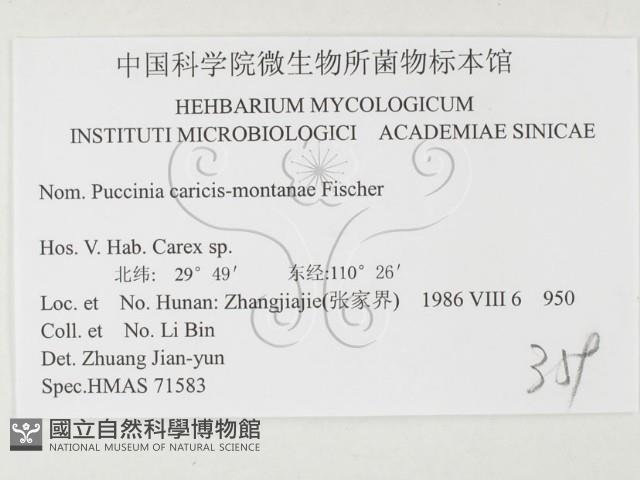 中国科学院微生物所菌物标本馆
HEHBARIUM MYCOLOGICUM
INSTITUTI MICROBIOLOGICI ACADEMIAE SINICAE
Nom. Puccinia caricis-montanae Fischer
Hos. V. Hab. Carex sp.
北纬: 29° 49′ 东经:110° 26′
Loc. et No. Hunan: Zhangjiajie(张家界) 1986 VIII 6 950
Coll. et No. Li Bin
Det. Zhuang Jian-yun
Spec.HMAS 71583
359
國立自然科學博物館
NATIONAL MUSEUM OF NATURAL SCIENCE